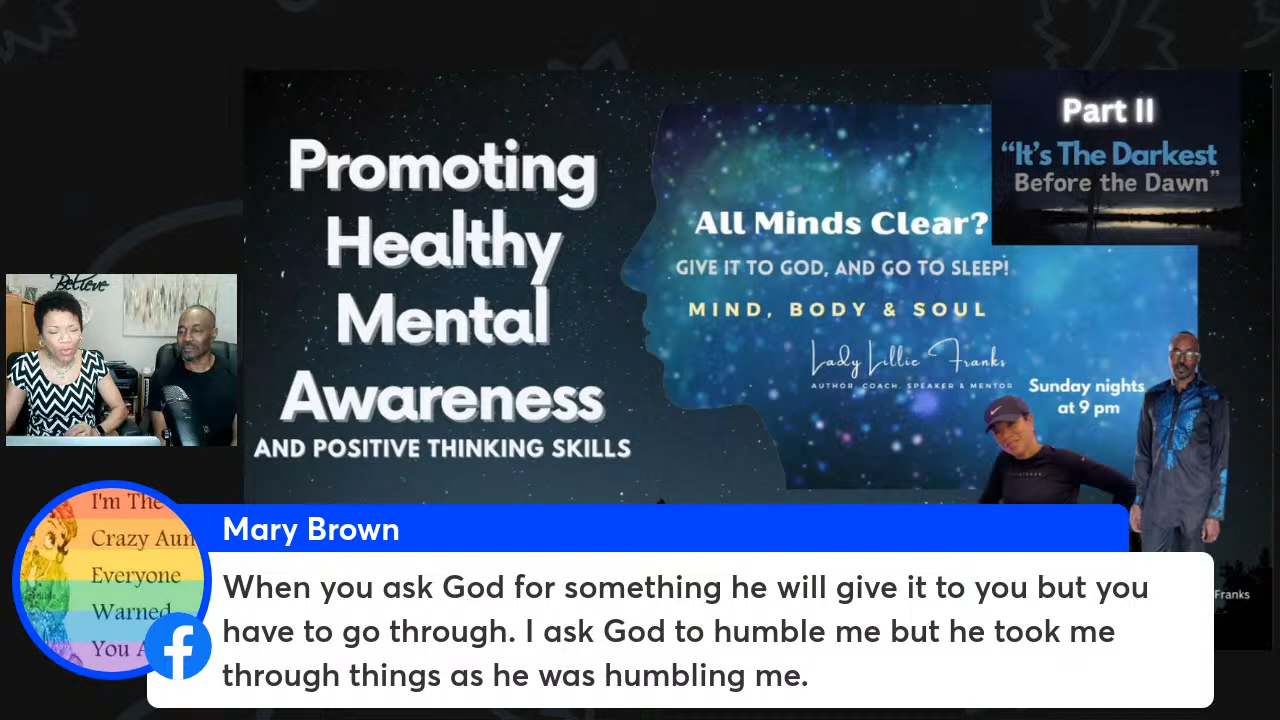 Believe
Promoting
Healthy
Mental
Awareness
AND POSITIVE THINKING SKILLS
All Minds Clear?
GIVE IT TO GOD, AND GO TO SLEEP!
MIND, BODY & SOUL
Lady Lillie Franks
AUTHOR, COACH, SPEAKER & MENTOR
Part II
“It's The Darkest
Before the Dawn”
Sunday nights
at 9 pm
Franks
I'm The
Crazy Aun
Everyone
Warned
You A
Mary Brown
When you ask God for something he will give it to you but you
have to go through. I ask God to humble me but he took me
through things as he was humbling me.